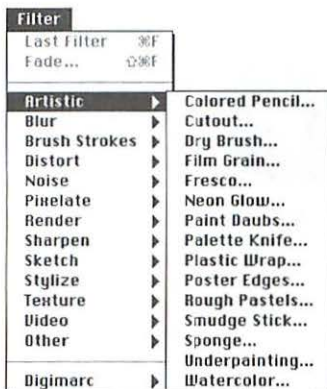 Filter
Last Filter ⌘F
Fade... ⇧⌘F
Artistic
Blur
Brush Strokes
Distort
Noise
Pixelate
Render
Sharpen
Sketch
Stylize
Texture
Video
Other
Digimarc
Colored Pencil...
Cutout...
Dry Brush...
Film Grain...
Fresco...
Neon Glow...
Paint Daubs...
Palette Knife...
Plastic Wrap...
Poster Edges...
Rough Pastels...
Smudge Stick...
Sponge...
Underpainting...
Watercolor...